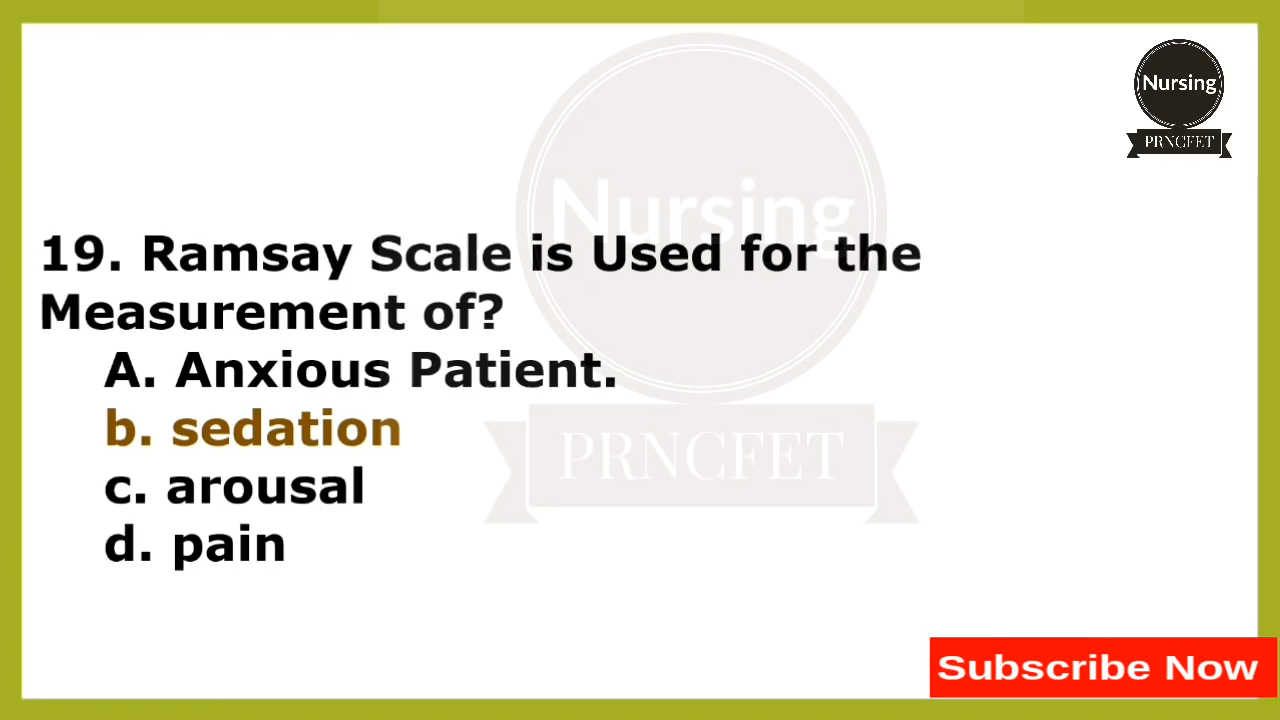 Nursing
PRNCFET
Nursing
19. Ramsay Scale is Used for the
Measurement of?
A. Anxious Patient.
b. sedation
PRNCFET
c. arousal
d. pain
Subscribe Now